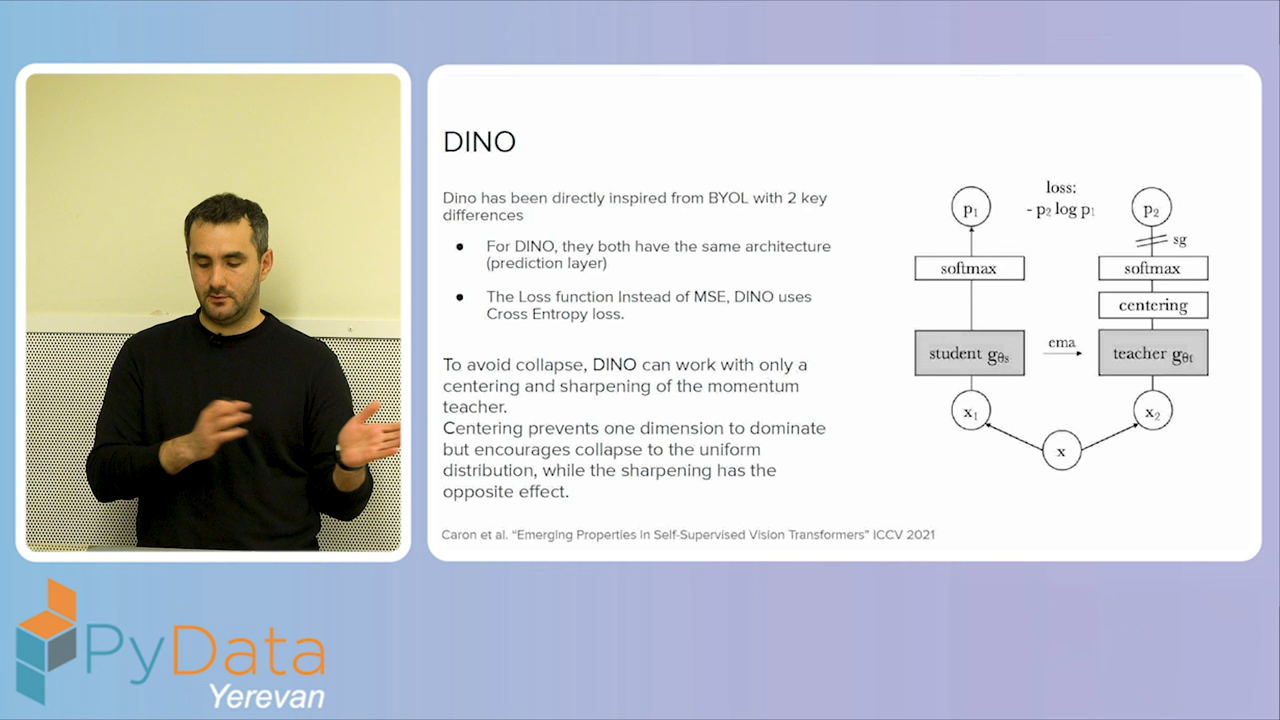 DINO
Dino has been directly inspired from BYOL with 2 key
differences
● For DINO, they both have the same architecture
(prediction layer)
● The Loss function Instead of MSE, DINO uses
Cross Entropy loss.
To avoid collapse, DINO can work with only a
centering and sharpening of the momentum
teacher.
Centering prevents one dimension to dominate
but encourages collapse to the uniform
distribution, while the sharpening has the
opposite effect.
Caron et al. “Emerging Properties in Self-Supervised Vision Transformers” ICCV 2021
loss:
- p₂ log p₁
p₁
p₂
sg
softmax
softmax
centering
student gθs
ema
teacher gθt
x₁
x₂
x
PyData
Yerevan